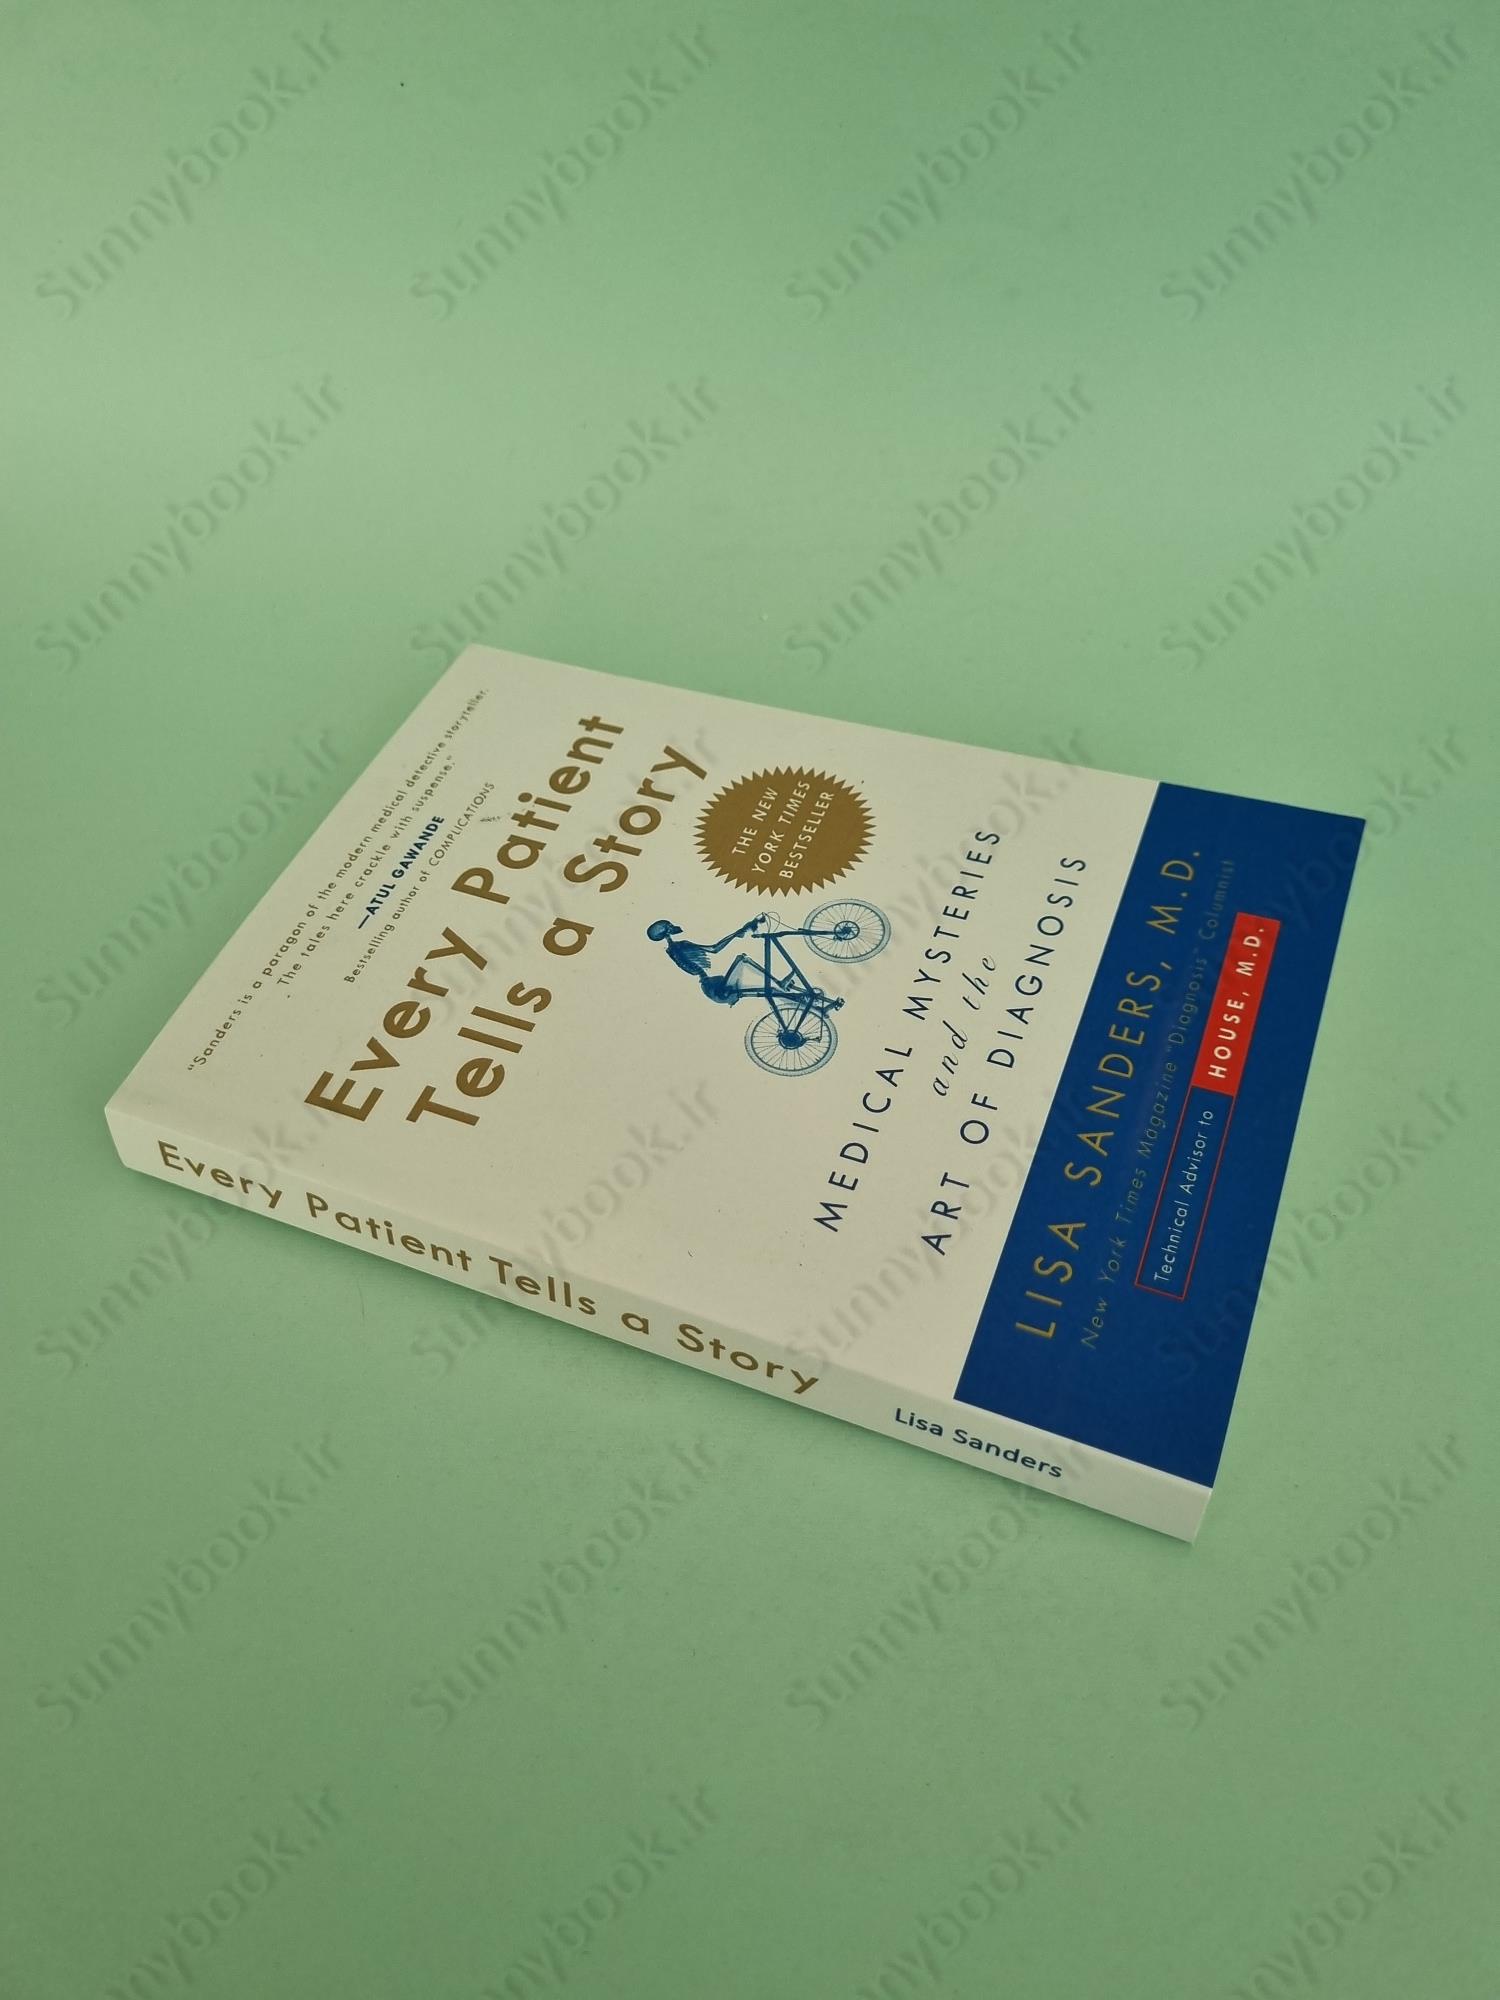 "Sanders is a paragon of the modern medical detective storyteller.
. The tales here crackle with suspense."
—ATUL GAWANDE
Bestselling author of COMPLICATIONS
Every Patient
Tells a Story
THE NEW
YORK TIMES
BESTSELLER
MEDICAL MYSTERIES
and the
ART OF DIAGNOSIS
LISA SANDERS, M.D.
New York Times Magazine "Diagnosis" Columnist
Technical Advisor to HOUSE, M.D.
Every Patient Tells a Story Lisa Sanders
Sunnybook.ir